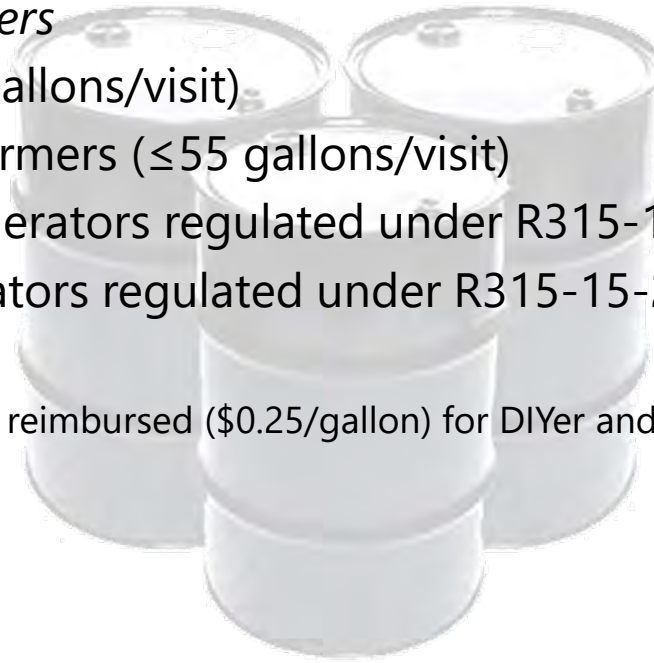 ers
allons/visit)
rmers (≤55 gallons/visit)
erators regulated under R315-1
ators regulated under R315-15-
reimbursed ($0.25/gallon) for DIYer and